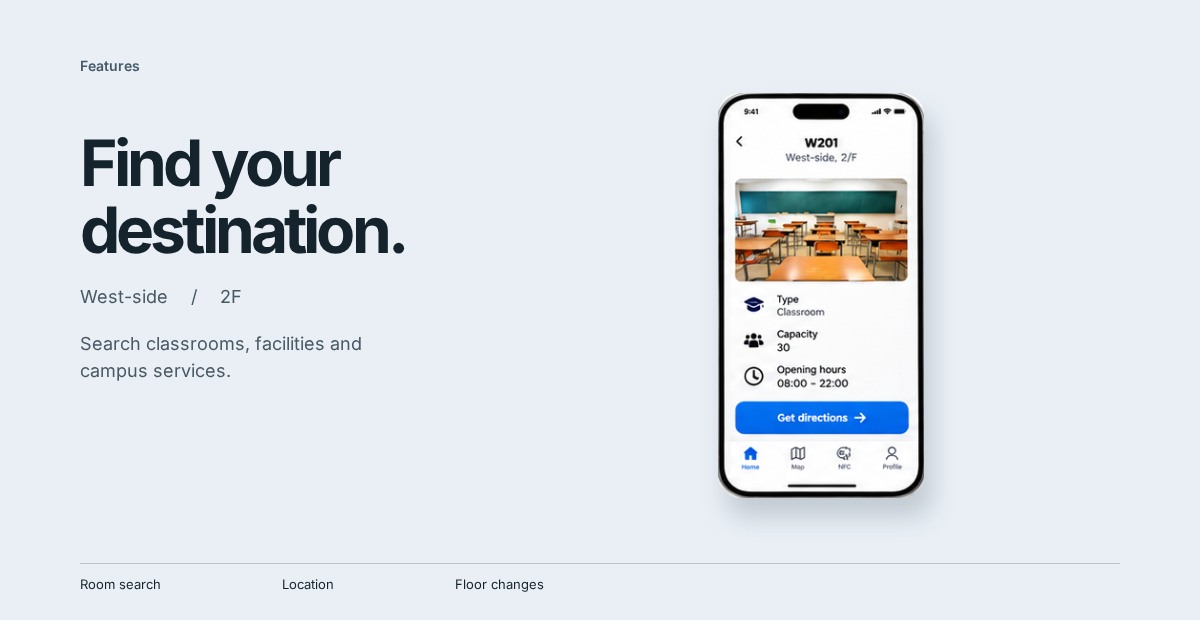 Features
Find your
destination.
West-side / 2F
Search classrooms, facilities and
campus services.
9:41
W201
West-side, 2/F
Type
Classroom
Capacity
30
Opening hours
08:00 – 22:00
Get directions →
Home Map NFC Profile
Room search Location Floor changes